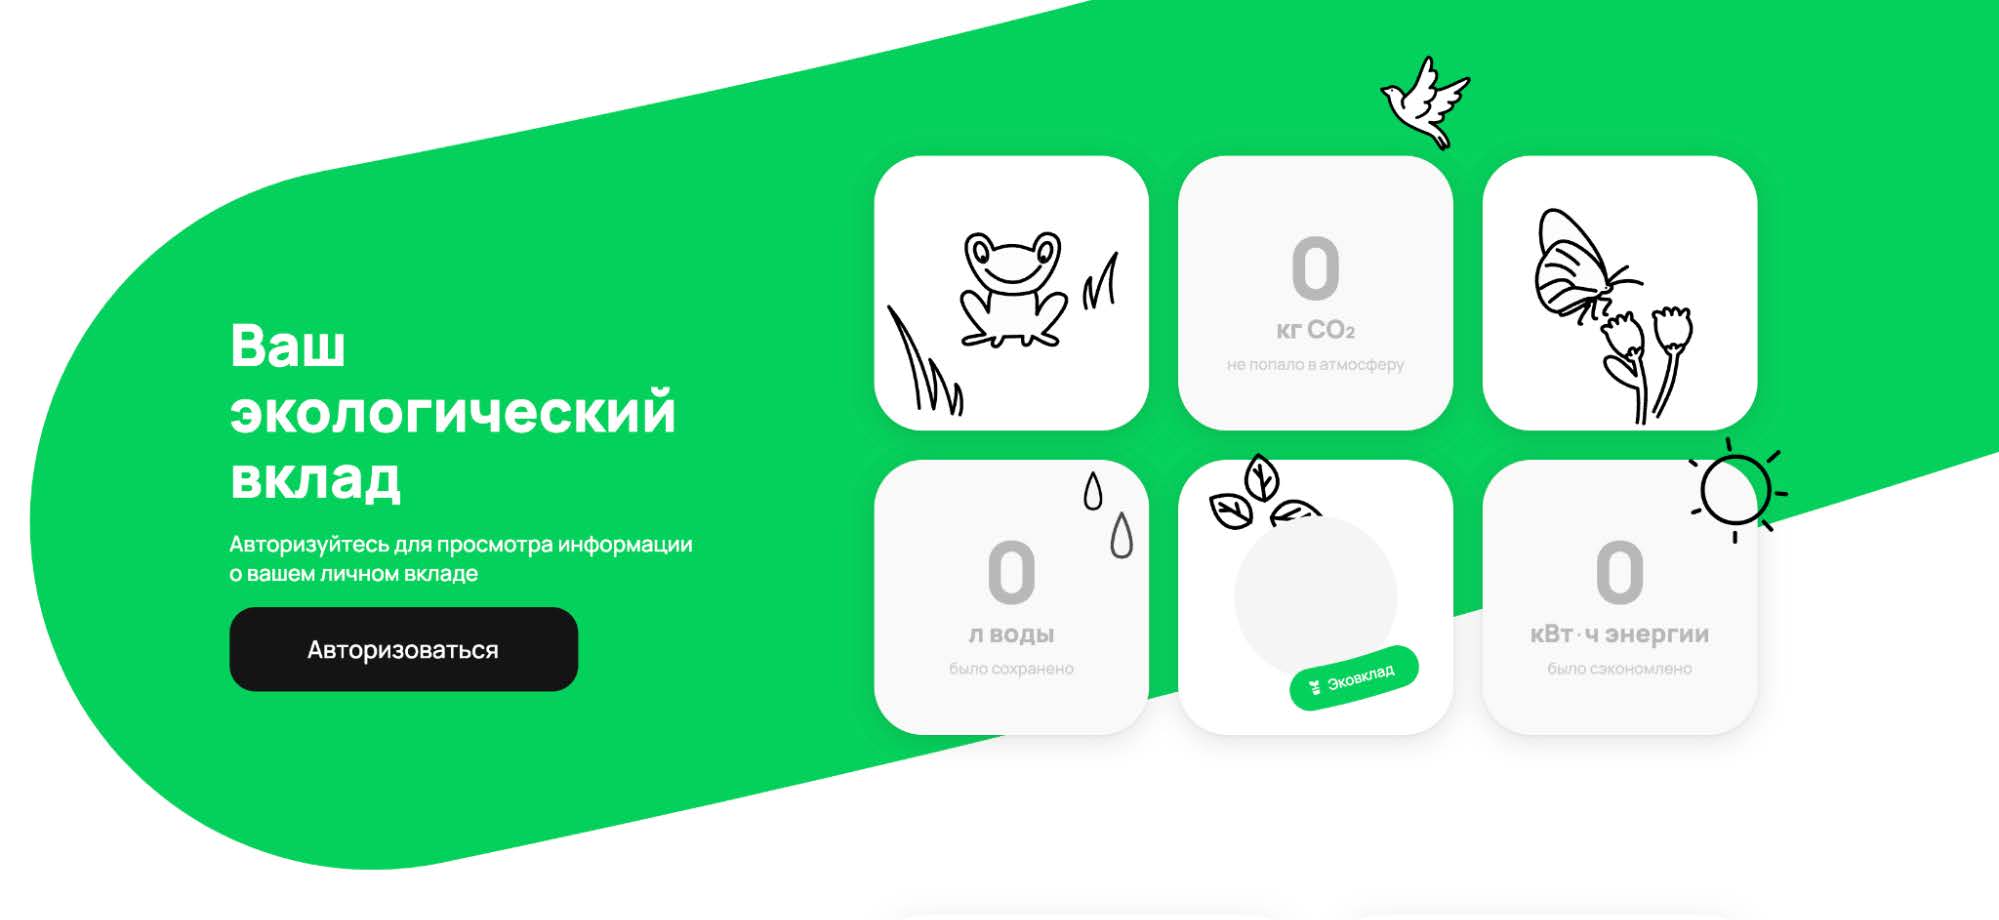 Ваш
экологический
вклад
Авторизуйтесь для просмотра информации
о вашем личном вкладе
Авторизоваться
0
кг CO₂
не попало в атмосферу
0
л воды
было сохранено
Эковклад
0
кВт·ч энергии
было сэкономлено